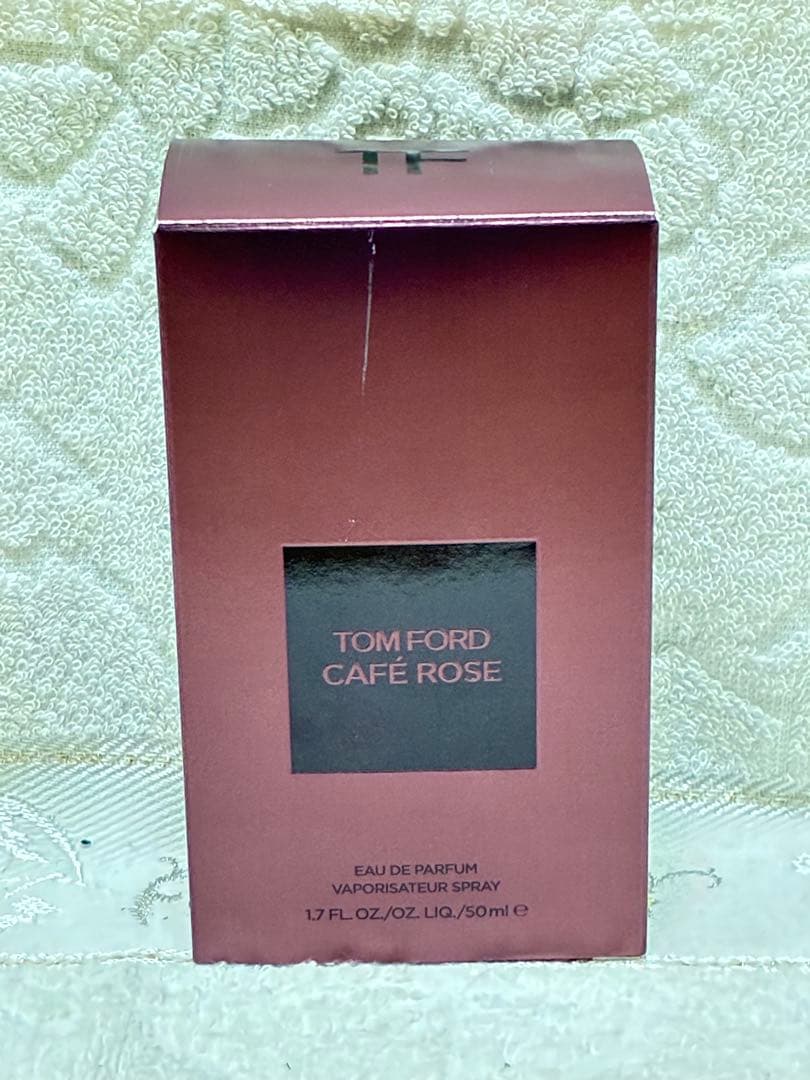 TF
TOM FORD
CAFÉ ROSE
EAU DE PARFUM
VAPORISATEUR SPRAY
1.7 FL. OZ./OZ. LIQ./50 ml ℮